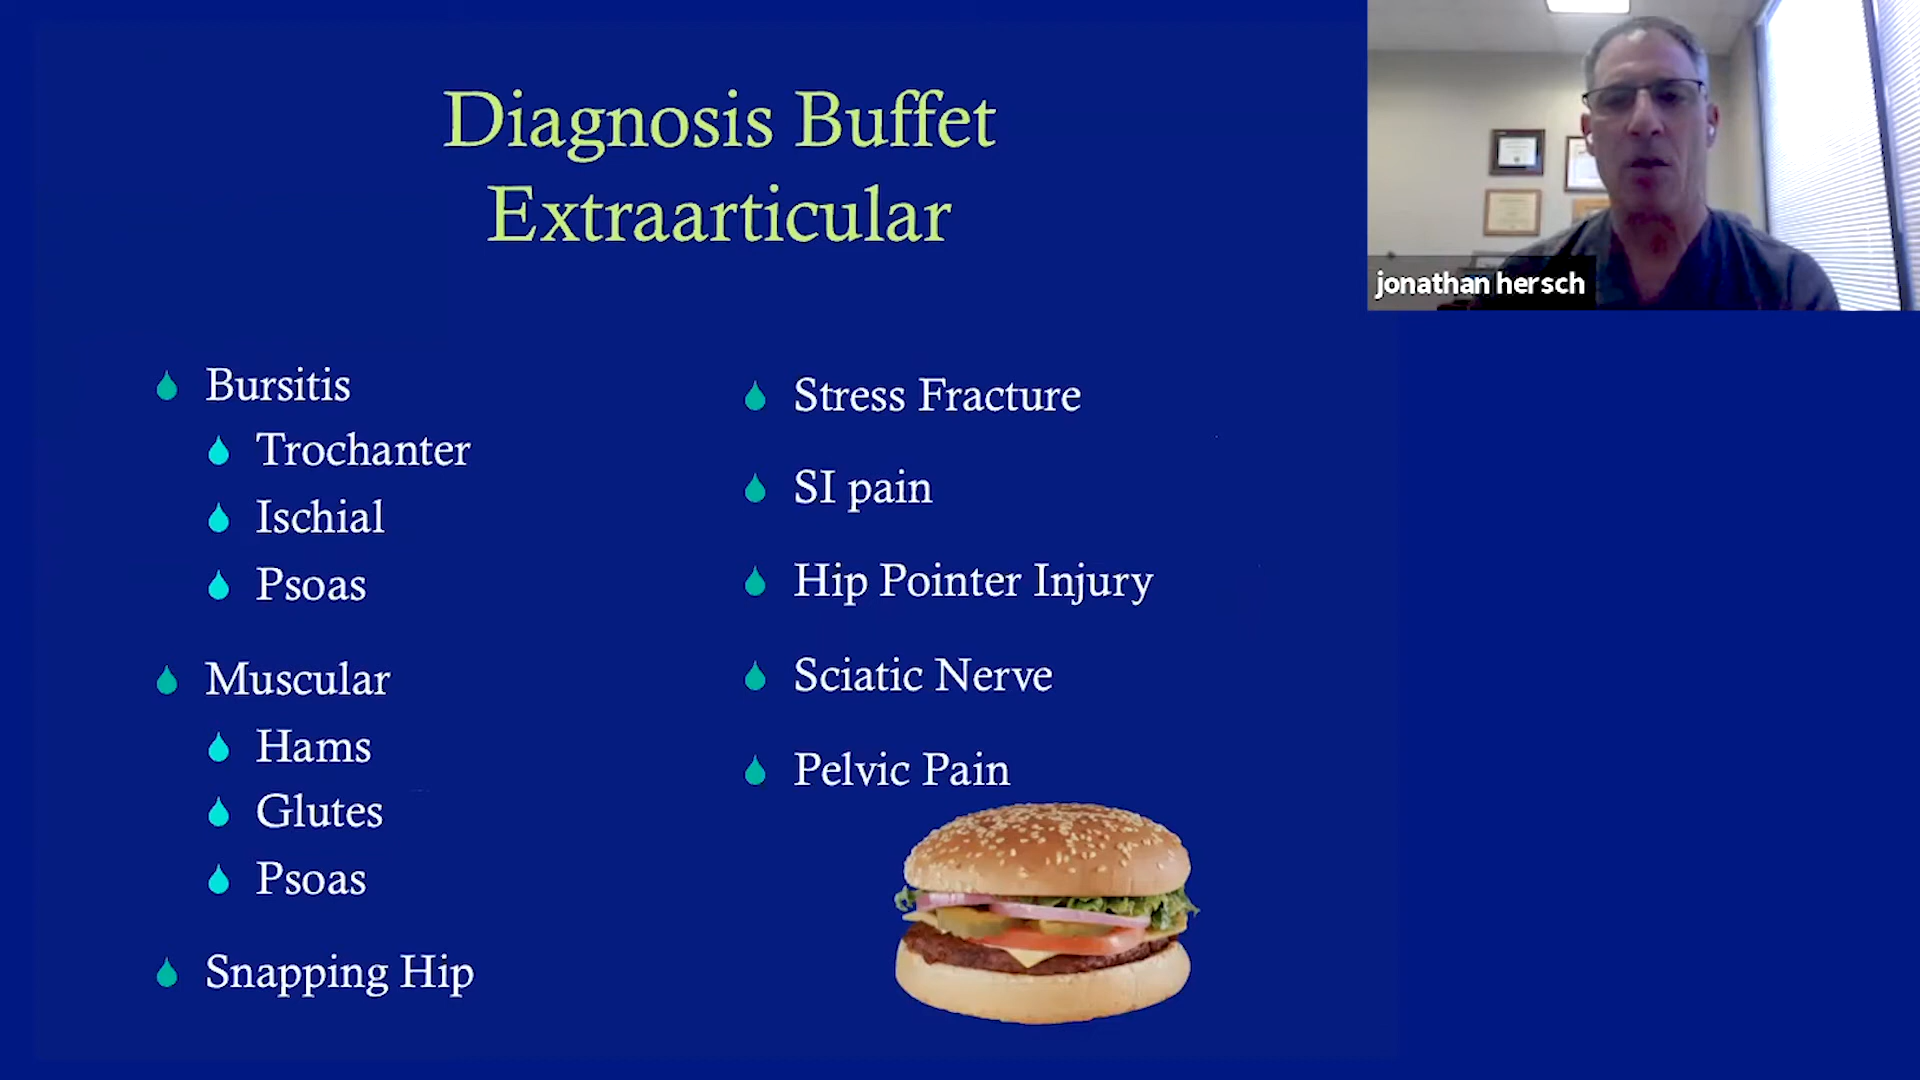 Diagnosis Buffet
Extraarticular
jonathan hersch
Bursitis
Trochanter
Ischial
Psoas
Muscular
Hams
Glutes
Psoas
Snapping Hip
Stress Fracture
SI pain
Hip Pointer Injury
Sciatic Nerve
Pelvic Pain